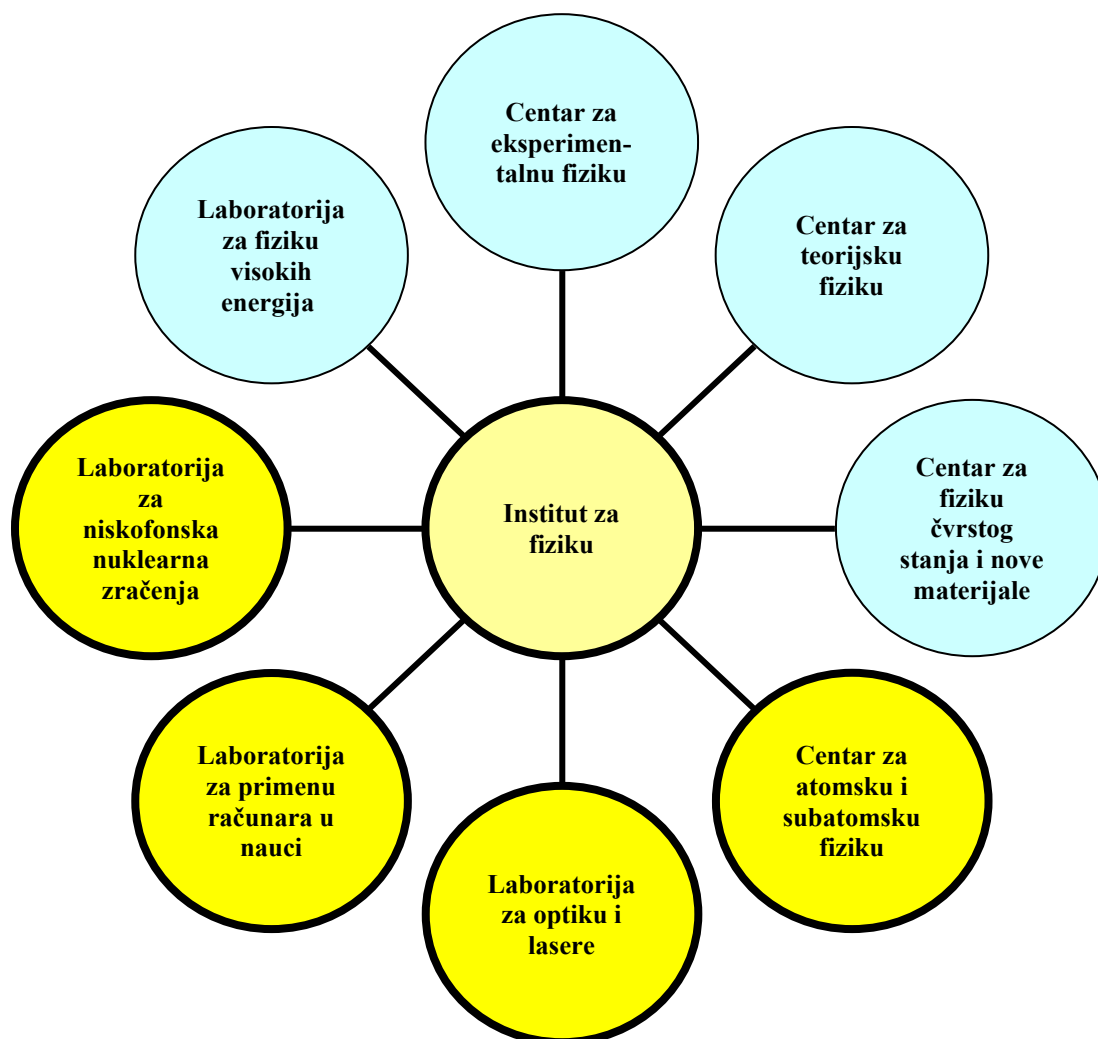 Centar za
eksperimen-
talnu fiziku
Laboratorija
za fiziku
visokih
energija
Centar za
teorijsku
fiziku
Laboratorija
za
niskofonska
nuklearna
zračenja
Institut za
fiziku
Centar za
fiziku
čvrstog
stanja i nove
materijale
Laboratorija
za primenu
računara u
nauci
Centar za
atomsku i
subatomsku
fiziku
Laboratorija
za optiku i
lasere